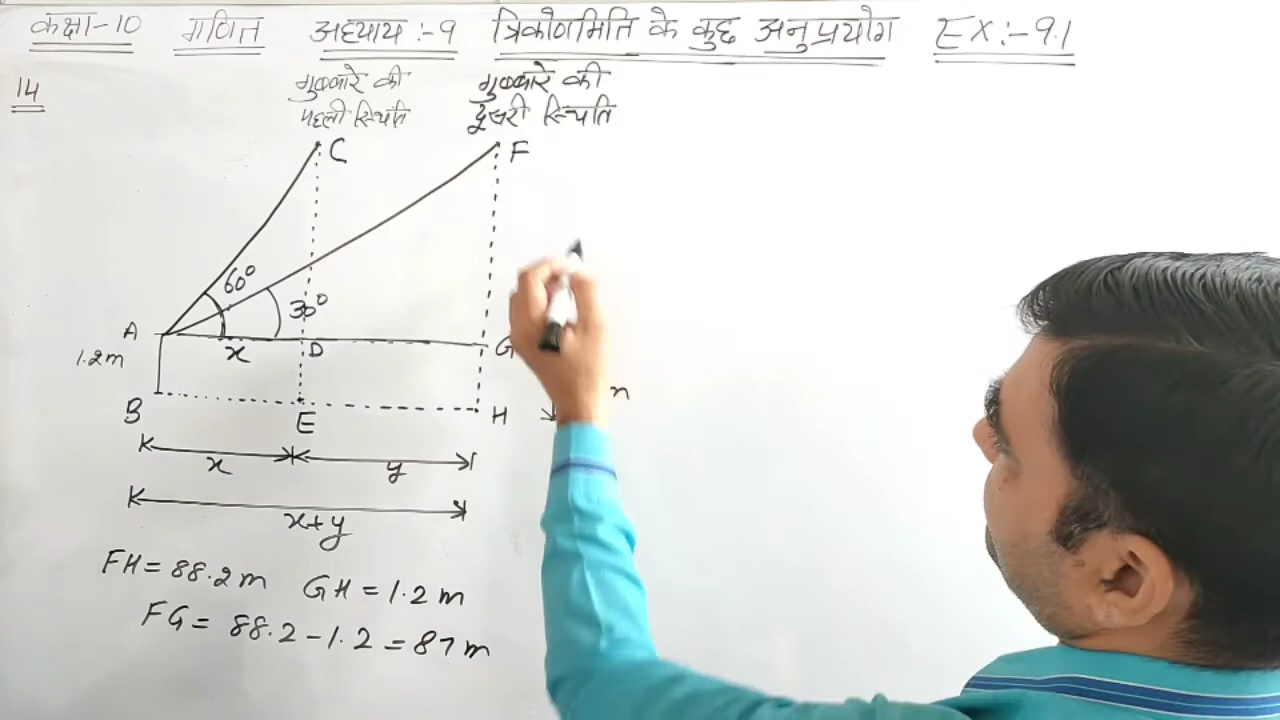 कक्षा-10 गणित अध्याय :- 9 त्रिकोणमिति के कुछ अनुप्रयोग EX:-9.1
14
गुब्बारे की
पहली स्थिति
गुब्बारे की
दूसरी स्थिति
C
F
60°
30°
A
x
D
G
1.2m
B
E
H
x
y
x+y
FH = 88.2 m GH = 1.2 m
FG = 88.2 - 1.2 = 87 m